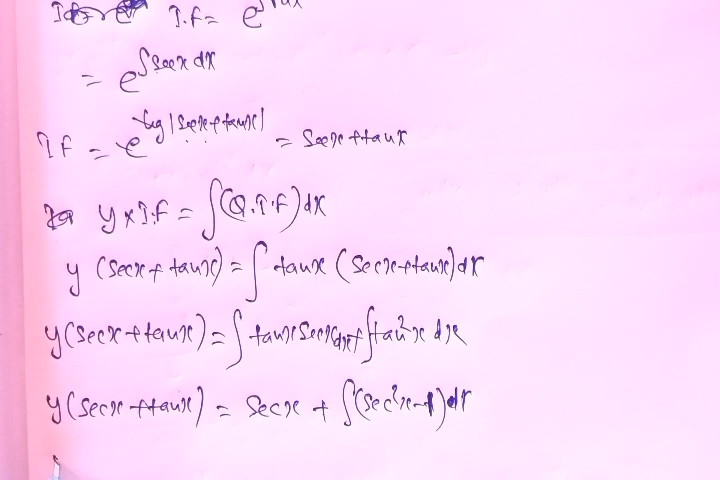 I.F = e
= e^∫secx dx
IF = e^log|secx+tanx| = secx+tanx
y×I.F = ∫(Q.I.F)dx
y (secx+tanx) = ∫tanx (secx+tanx)dx
y(secx+tanx) = ∫tanx secx dx+∫tan²x dx
y(secx+tanx) = secx + ∫(sec²x-1)dx